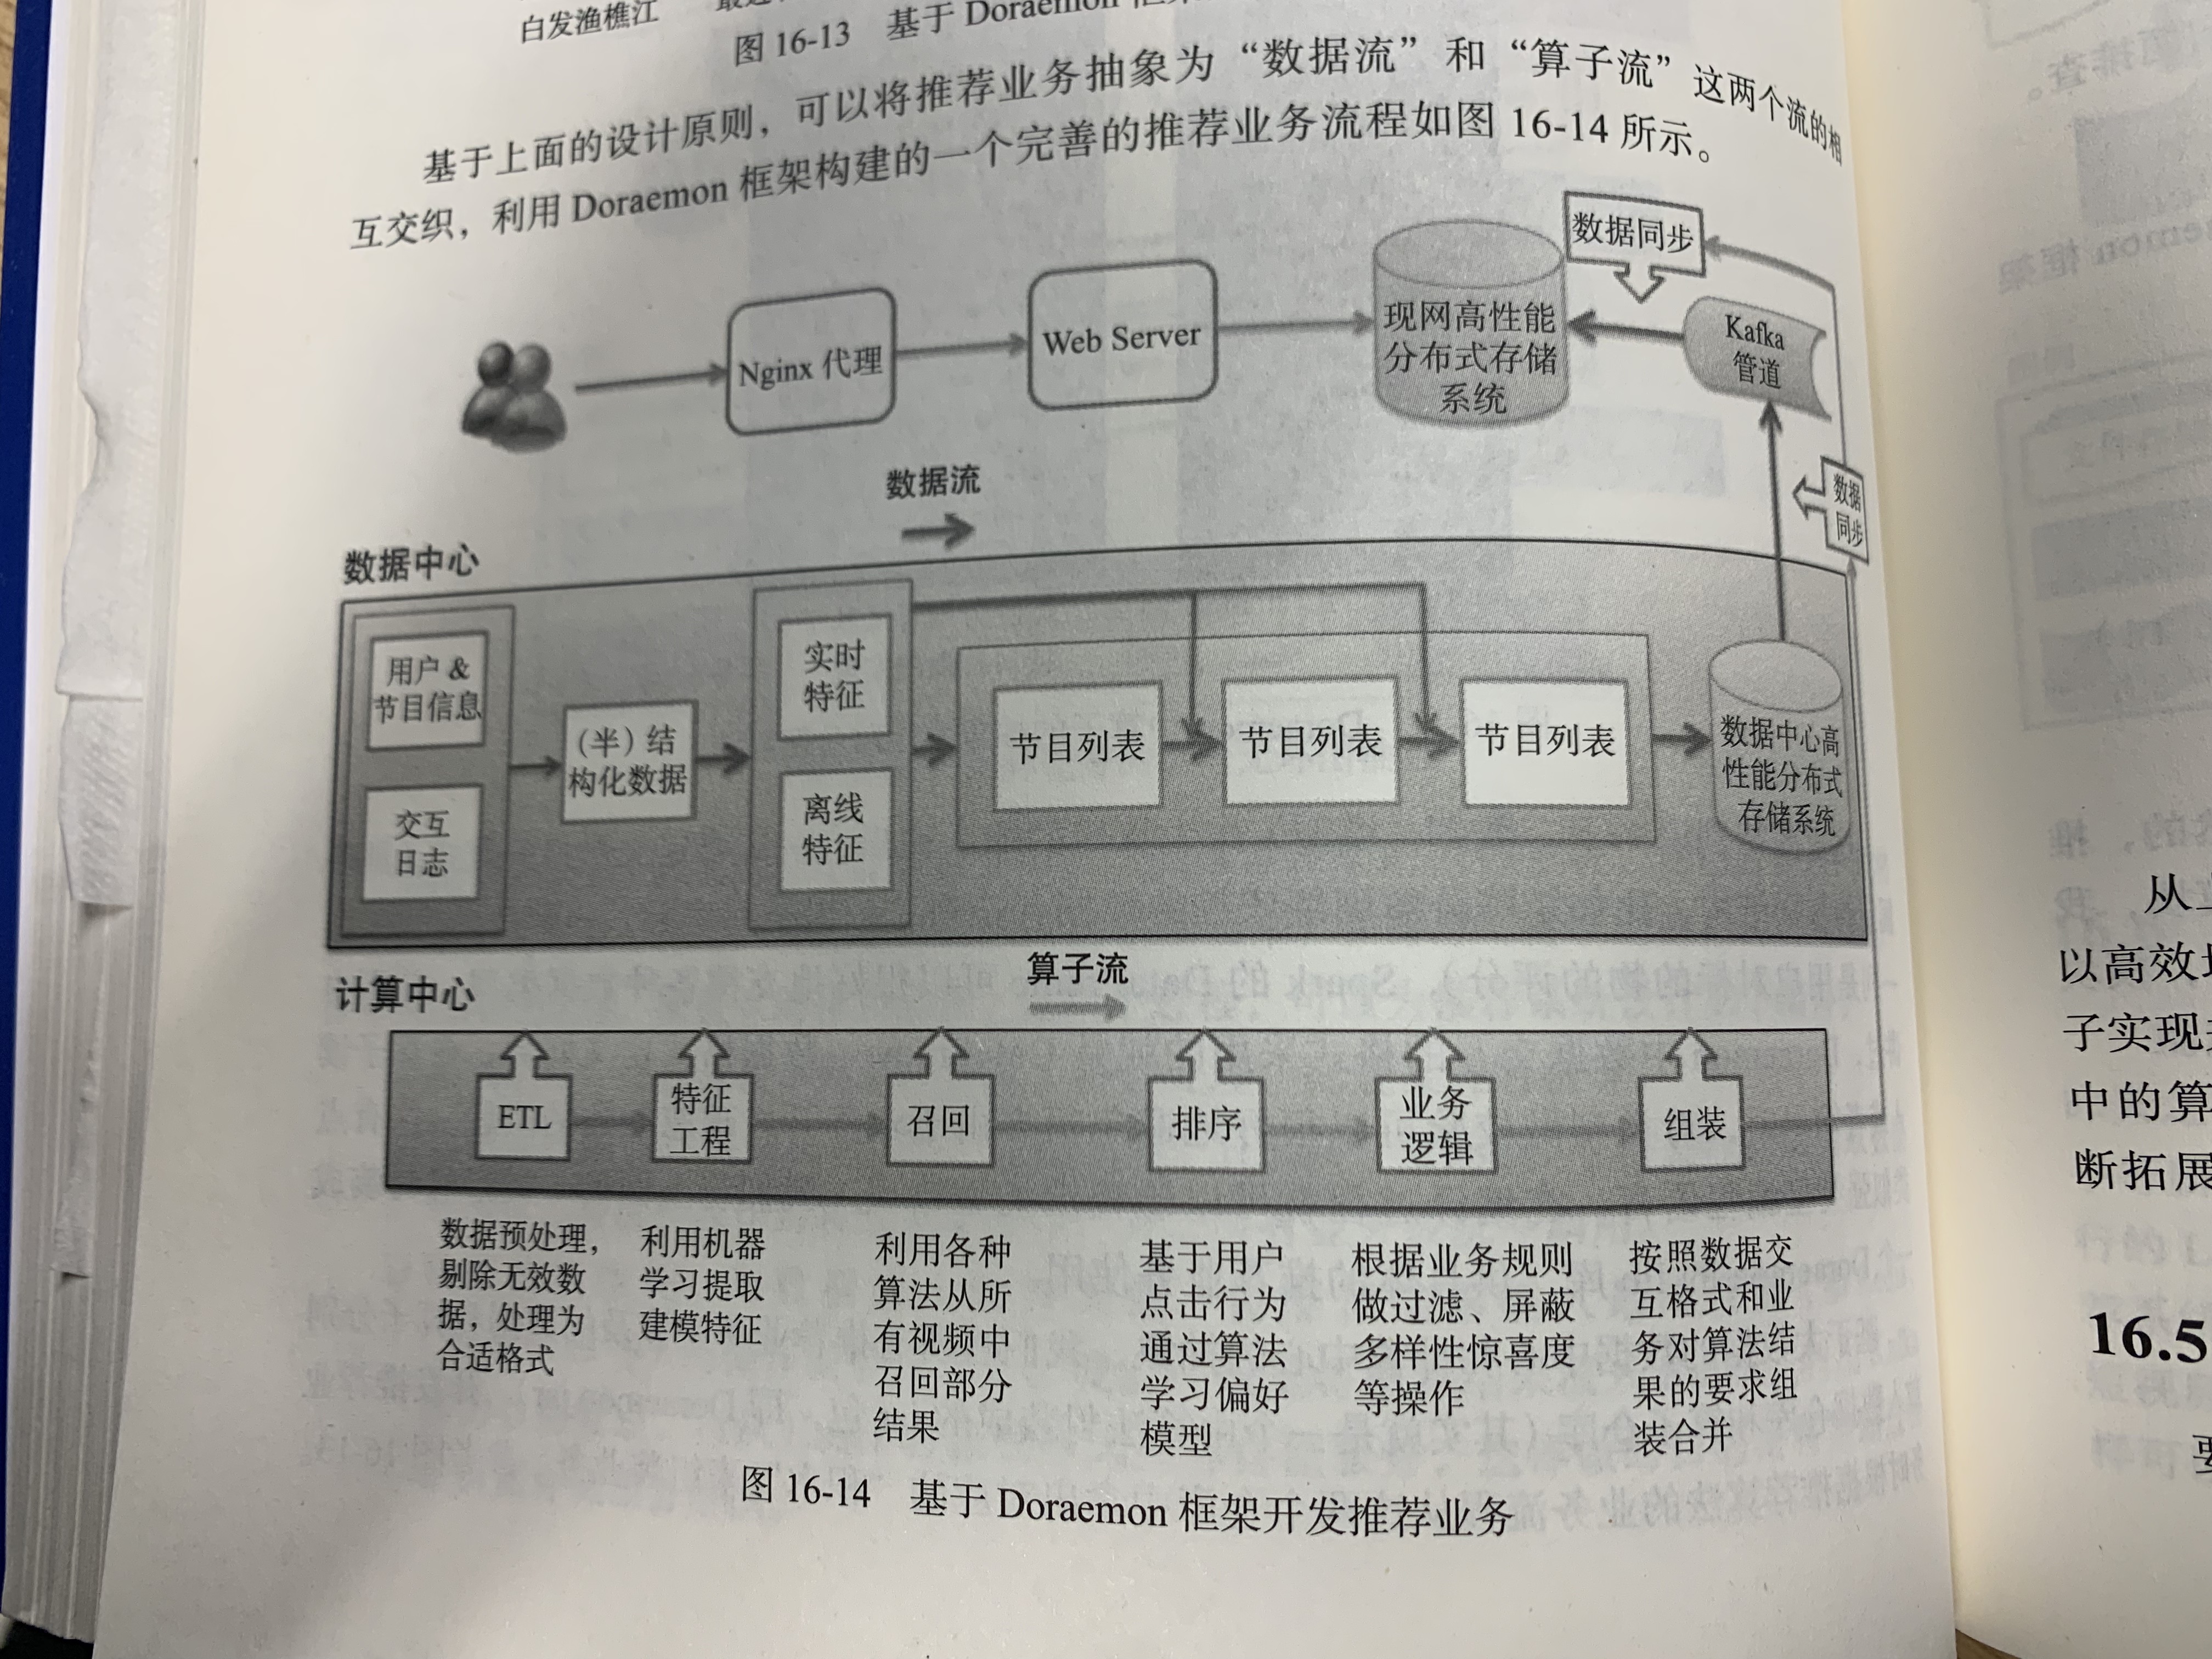 白发渔樵江
图 16-13 基于 Doraemon 框架
基于上面的设计原则，可以将推荐业务抽象为“数据流”和“算子流”这两个流的相
互交织，利用 Doraemon 框架构建的一个完善的推荐业务流程如图 16-14 所示。
数据同步
Nginx 代理
Web Server
现网高性能
分布式存储
系统
Kafka
管道
数据流
数据
同步
数据中心
用户 &
节目信息
交互
日志
（半）结
构化数据
实时
特征
离线
特征
节目列表
节目列表
节目列表
数据中心高
性能分布式
存储系统
算子流
计算中心
ETL
特征
工程
召回
排序
业务
逻辑
组装
数据预处理，
剔除无效数
据，处理为
合适格式
利用机器
学习提取
建模特征
利用各种
算法从所
有视频中
召回部分
结果
基于用户
点击行为
通过算法
学习偏好
模型
根据业务规则
做过滤、屏蔽
多样性惊喜度
等操作
按照数据交
互格式和业
务对算法结
果的要求组
装合并
图 16-14 基于 Doraemon 框架开发推荐业务
从
以高效
子实现
中的算
断拓展
16.5
要